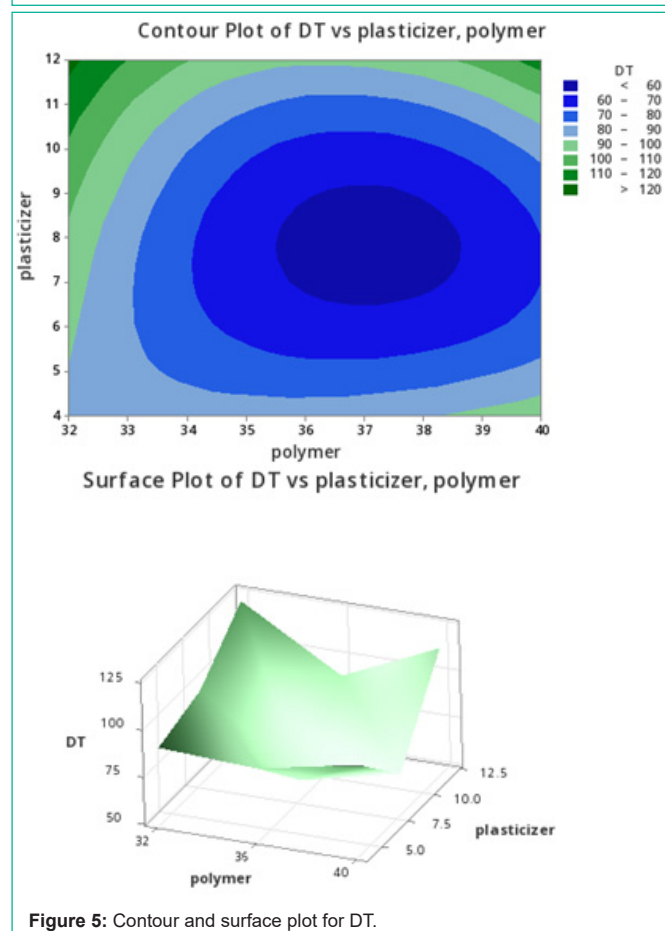 Contour Plot of DT vs plasticizer, polymer
12
11
10
9
8
7
6
5
4
plasticizer
32 33 34 35 36 37 38 39 40
polymer
DT
< 60
60 – 70
70 – 80
80 – 90
90 – 100
100 – 110
110 – 120
> 120
Surface Plot of DT vs plasticizer, polymer
125
100
DT
75
50
32
36
40
polymer
12.5
10.0
7.5
5.0
plasticizer
Figure 5: Contour and surface plot for DT.